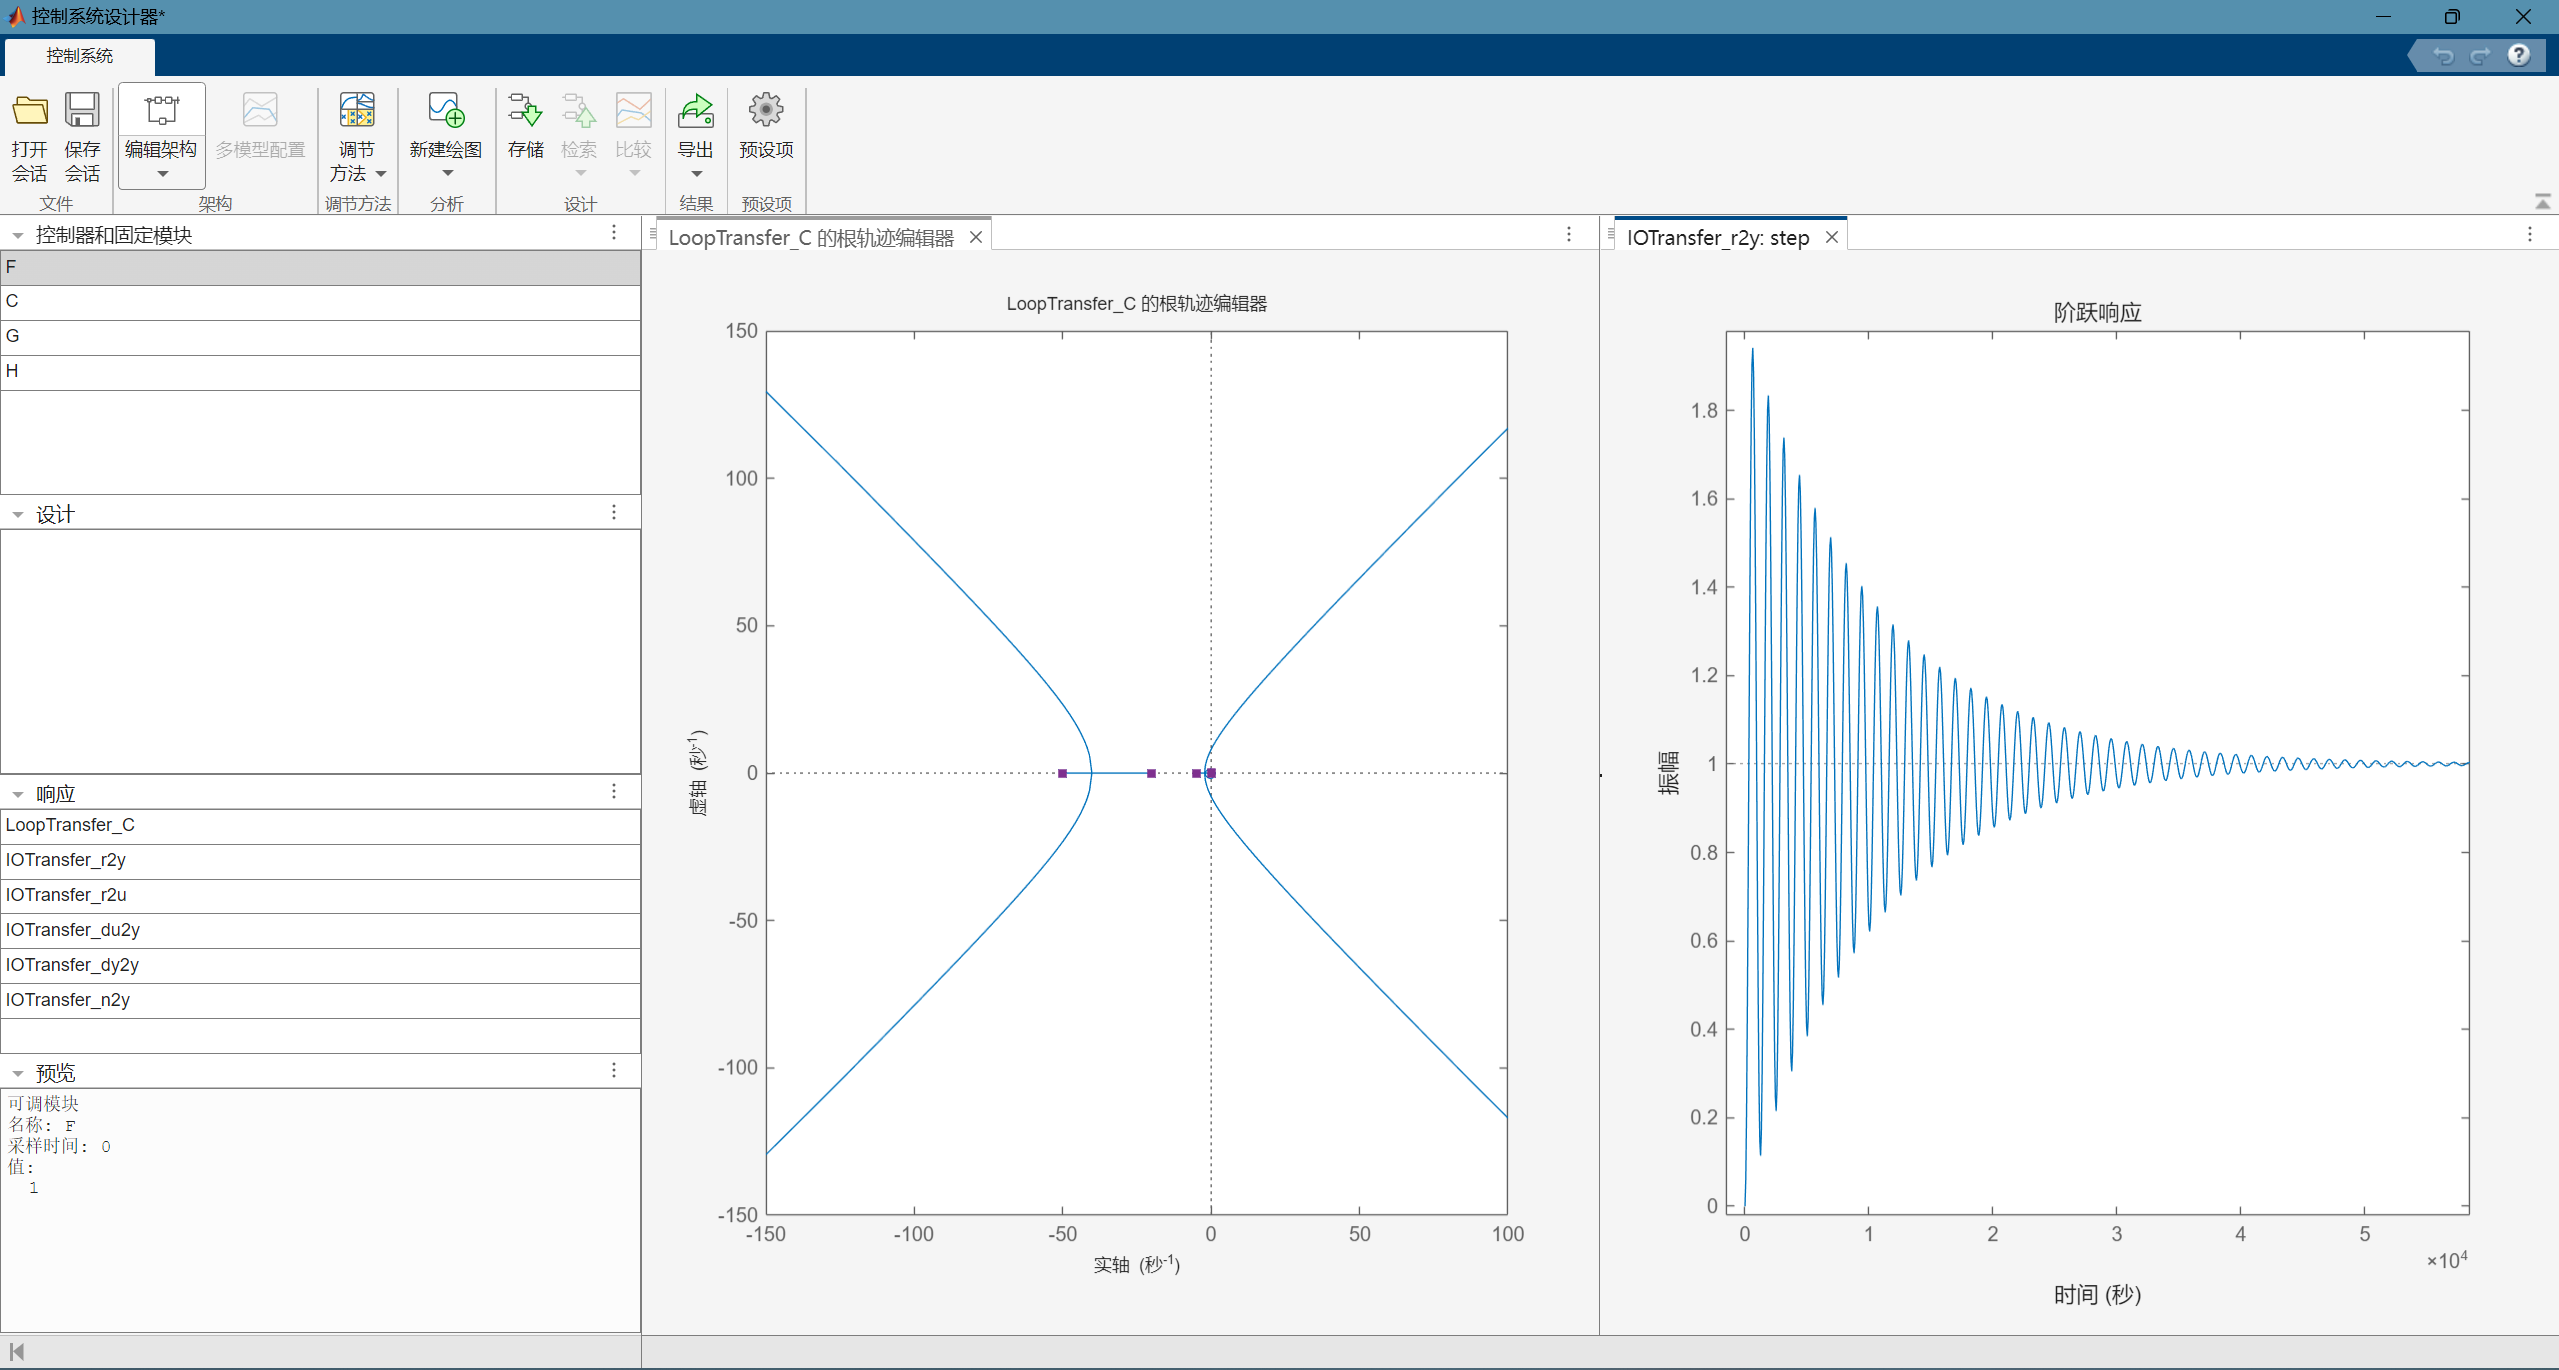 控制系统设计器*
控制系统
打开会话
保存会话
编辑架构
多模型配置
调节方法
新建绘图
存储
检索
比较
导出
预设项
文件
架构
调节方法
分析
设计
结果
预设项
控制器和固定模块
F
C
G
H
设计
响应
LoopTransfer_C
IOTransfer_r2y
IOTransfer_r2u
IOTransfer_du2y
IOTransfer_dy2y
IOTransfer_n2y
预览
可调模块
名称: F
采样时间: 0
值:
1
LoopTransfer_C 的根轨迹编辑器
LoopTransfer_C 的根轨迹编辑器
150
100
50
0
-50
-100
-150
-150
-100
-50
0
50
100
虚轴 (秒⁻¹)
实轴 (秒⁻¹)
IOTransfer_r2y: step
阶跃响应
1.8
1.6
1.4
1.2
1
0.8
0.6
0.4
0.2
0
0
1
2
3
4
5
×10⁴
振幅
时间 (秒)